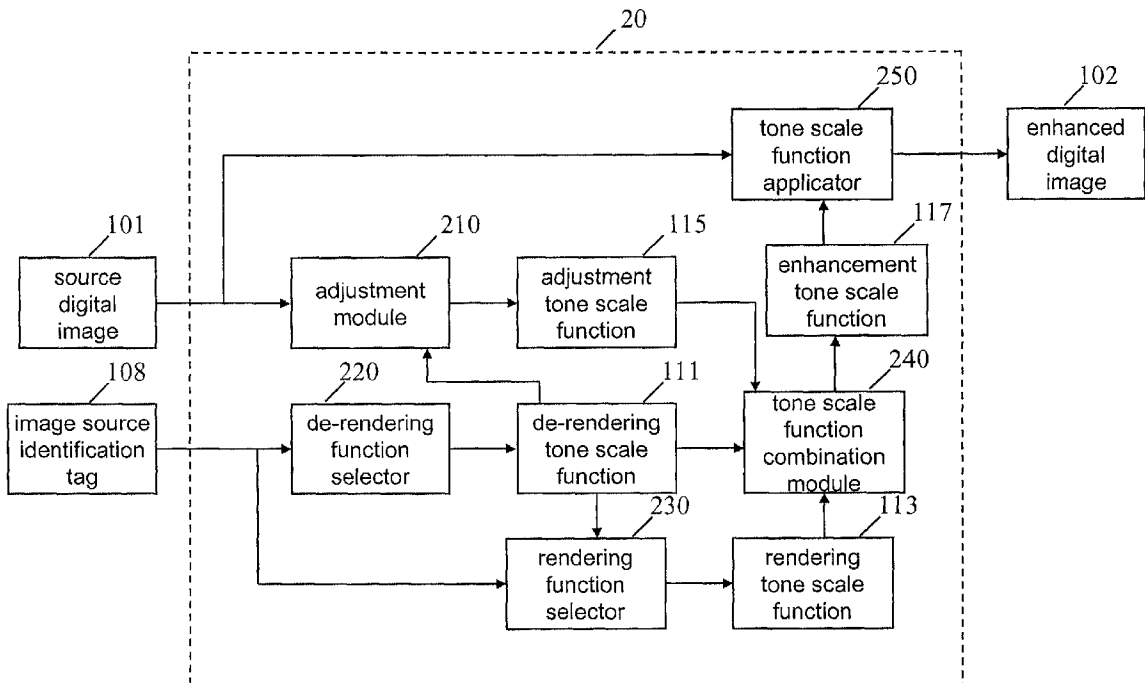 20
250
102
tone scale
function
applicator
enhanced
digital
image
101
210
115
117
source
digital
image
adjustment
module
adjustment
tone scale
function
enhancement
tone scale
function
108
220
111
240
image source
identification
tag
de-rendering
function
selector
de-rendering
tone scale
function
tone scale
function
combination
module
230
113
rendering
function
selector
rendering
tone scale
function